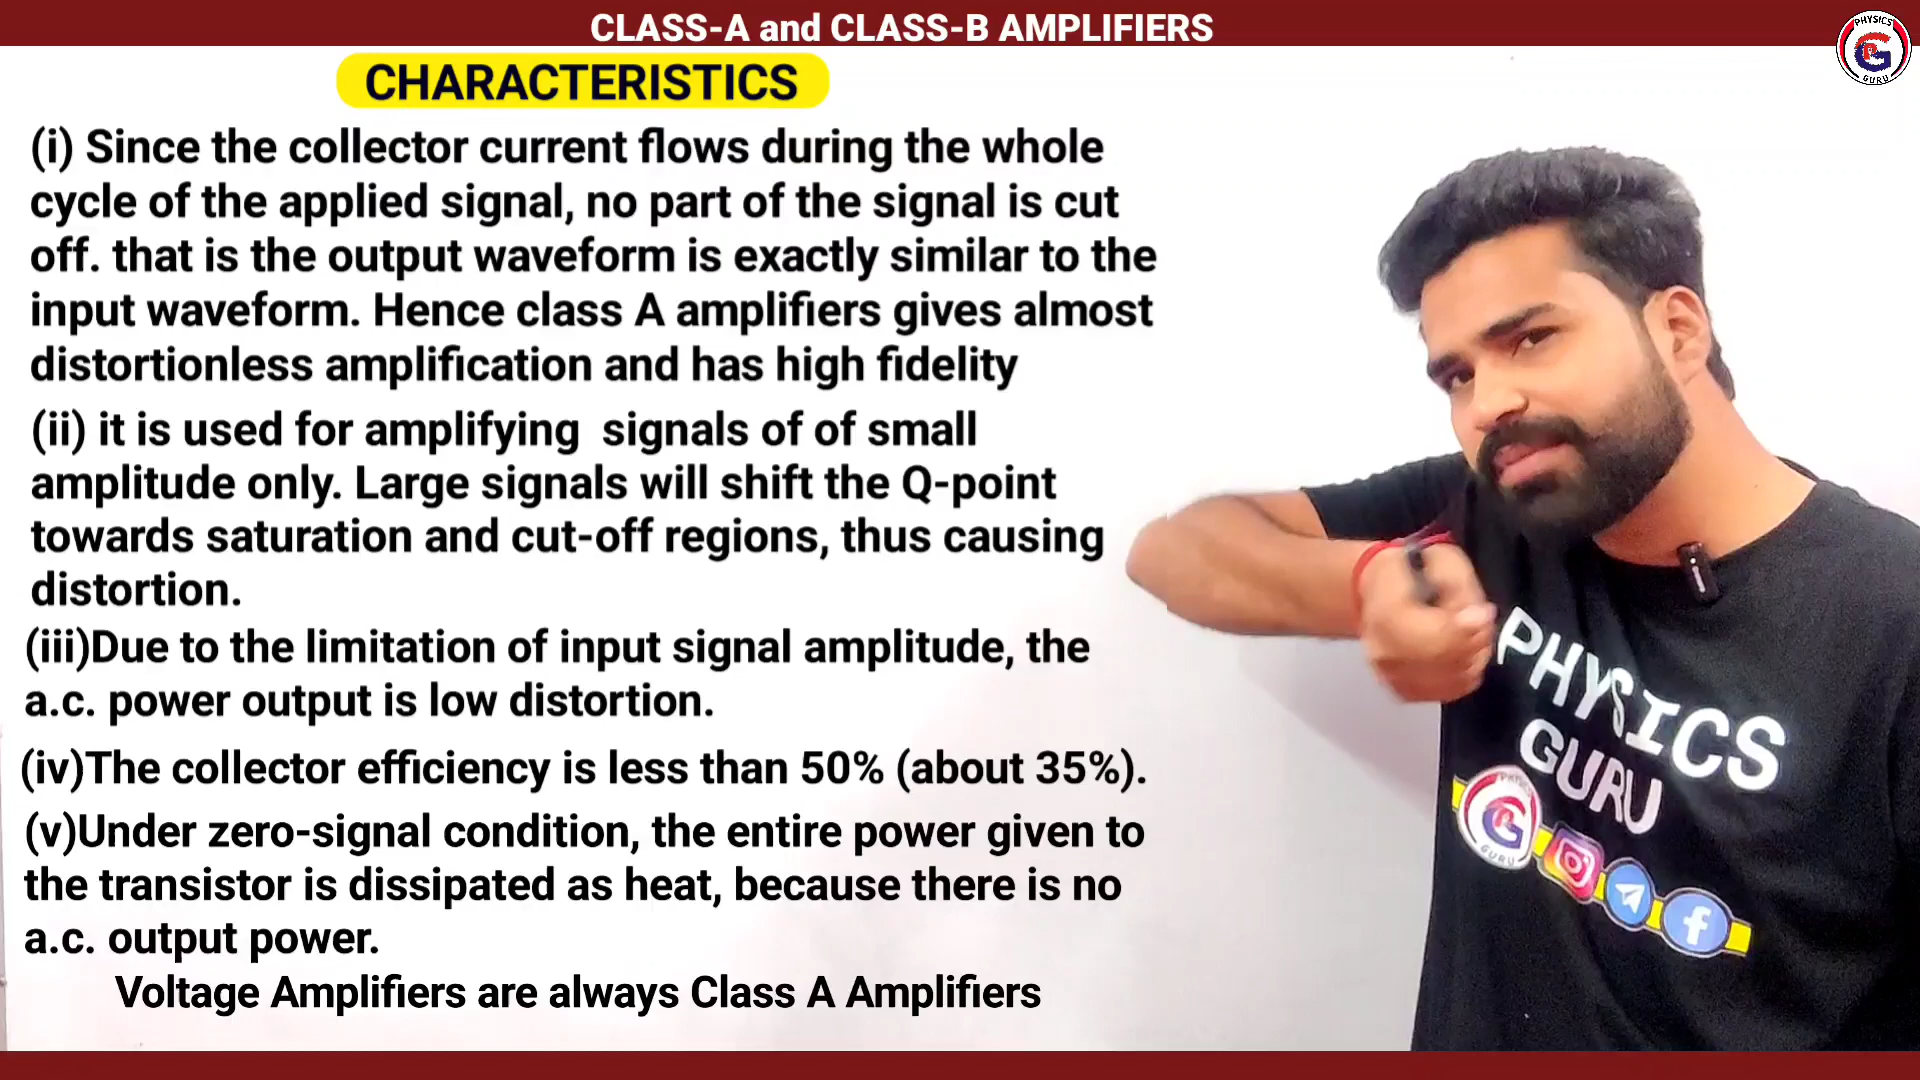 CLASS-A and CLASS-B AMPLIFIERS
PHYSICS
G
GURU
CHARACTERISTICS
(i) Since the collector current flows during the whole
cycle of the applied signal, no part of the signal is cut
off. that is the output waveform is exactly similar to the
input waveform. Hence class A amplifiers gives almost
distortionless amplification and has high fidelity
(ii) it is used for amplifying  signals of of small
amplitude only. Large signals will shift the Q-point
towards saturation and cut-off regions, thus causing
distortion.
(iii)Due to the limitation of input signal amplitude, the
a.c. power output is low distortion.
(iv)The collector efficiency is less than 50% (about 35%).
(v)Under zero-signal condition, the entire power given to
the transistor is dissipated as heat, because there is no
a.c. output power.
Voltage Amplifiers are always Class A Amplifiers
PHYSICS
GURU
G
GURU
f